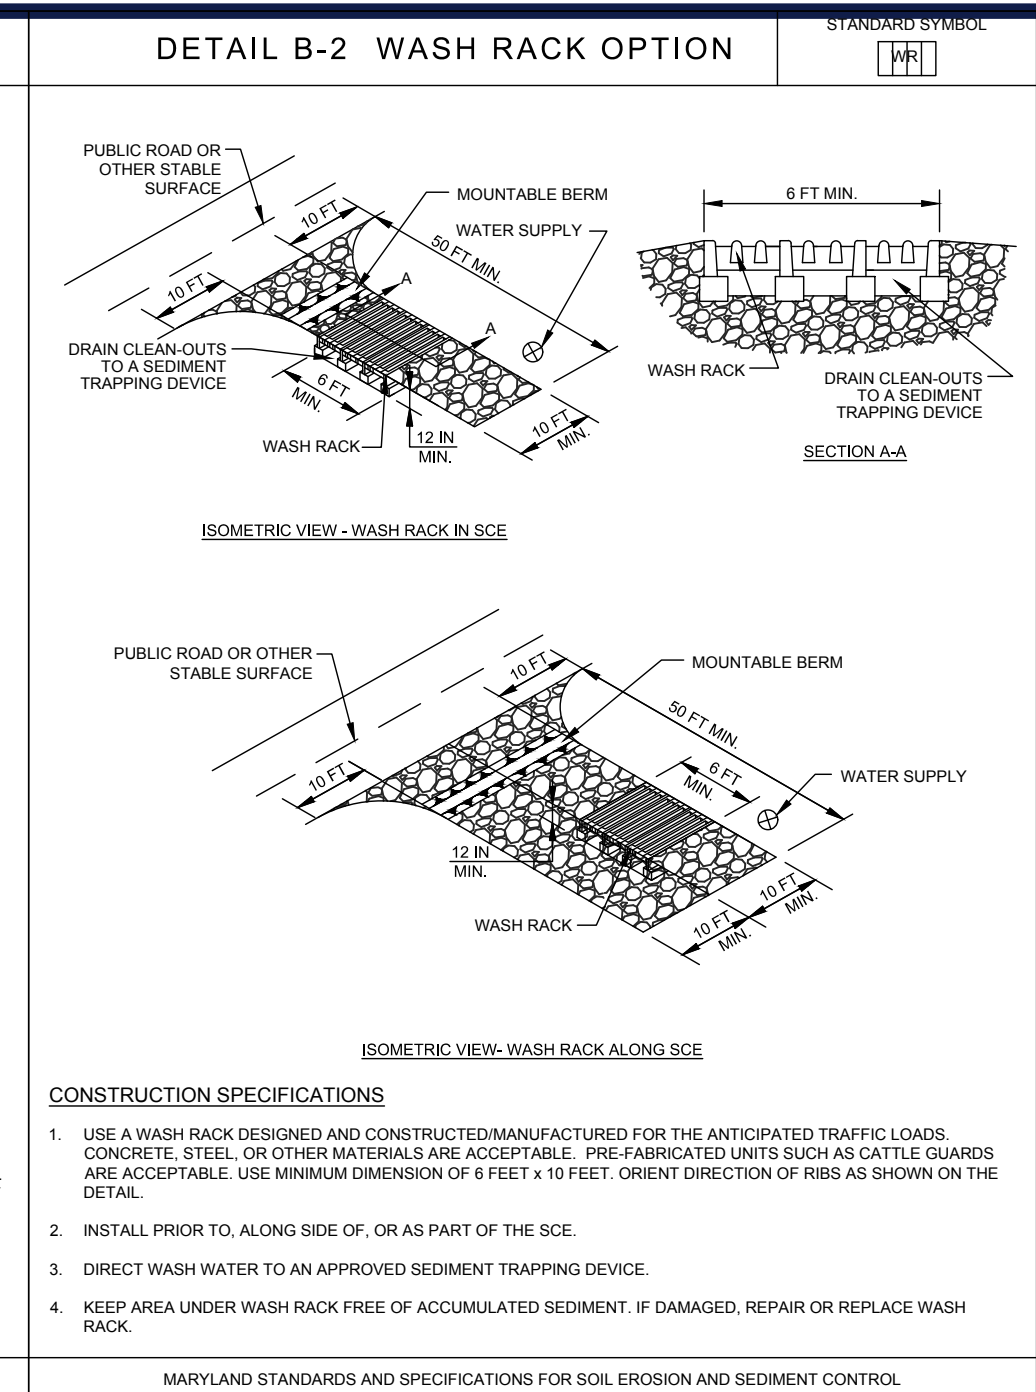 DETAIL B-2 WASH RACK OPTION
STANDARD SYMBOL
WR
PUBLIC ROAD OR
OTHER STABLE
SURFACE
10 FT
MOUNTABLE BERM
WATER SUPPLY
50 FT MIN.
10 FT
A
A
DRAIN CLEAN-OUTS
TO A SEDIMENT
TRAPPING DEVICE
6 FT
MIN.
WASH RACK
12 IN
MIN.
10 FT
MIN.
ISOMETRIC VIEW - WASH RACK IN SCE
6 FT MIN.
WASH RACK
DRAIN CLEAN-OUTS
TO A SEDIMENT
TRAPPING DEVICE
SECTION A-A
PUBLIC ROAD OR OTHER
STABLE SURFACE
10 FT
MOUNTABLE BERM
50 FT MIN.
10 FT
6 FT
MIN.
WATER SUPPLY
12 IN
MIN.
WASH RACK
10 FT
MIN.
10 FT
MIN.
ISOMETRIC VIEW- WASH RACK ALONG SCE
CONSTRUCTION SPECIFICATIONS
1. USE A WASH RACK DESIGNED AND CONSTRUCTED/MANUFACTURED FOR THE ANTICIPATED TRAFFIC LOADS.
CONCRETE, STEEL, OR OTHER MATERIALS ARE ACCEPTABLE. PRE-FABRICATED UNITS SUCH AS CATTLE GUARDS
ARE ACCEPTABLE. USE MINIMUM DIMENSION OF 6 FEET x 10 FEET. ORIENT DIRECTION OF RIBS AS SHOWN ON THE
DETAIL.
2. INSTALL PRIOR TO, ALONG SIDE OF, OR AS PART OF THE SCE.
3. DIRECT WASH WATER TO AN APPROVED SEDIMENT TRAPPING DEVICE.
4. KEEP AREA UNDER WASH RACK FREE OF ACCUMULATED SEDIMENT. IF DAMAGED, REPAIR OR REPLACE WASH
RACK.
MARYLAND STANDARDS AND SPECIFICATIONS FOR SOIL EROSION AND SEDIMENT CONTROL